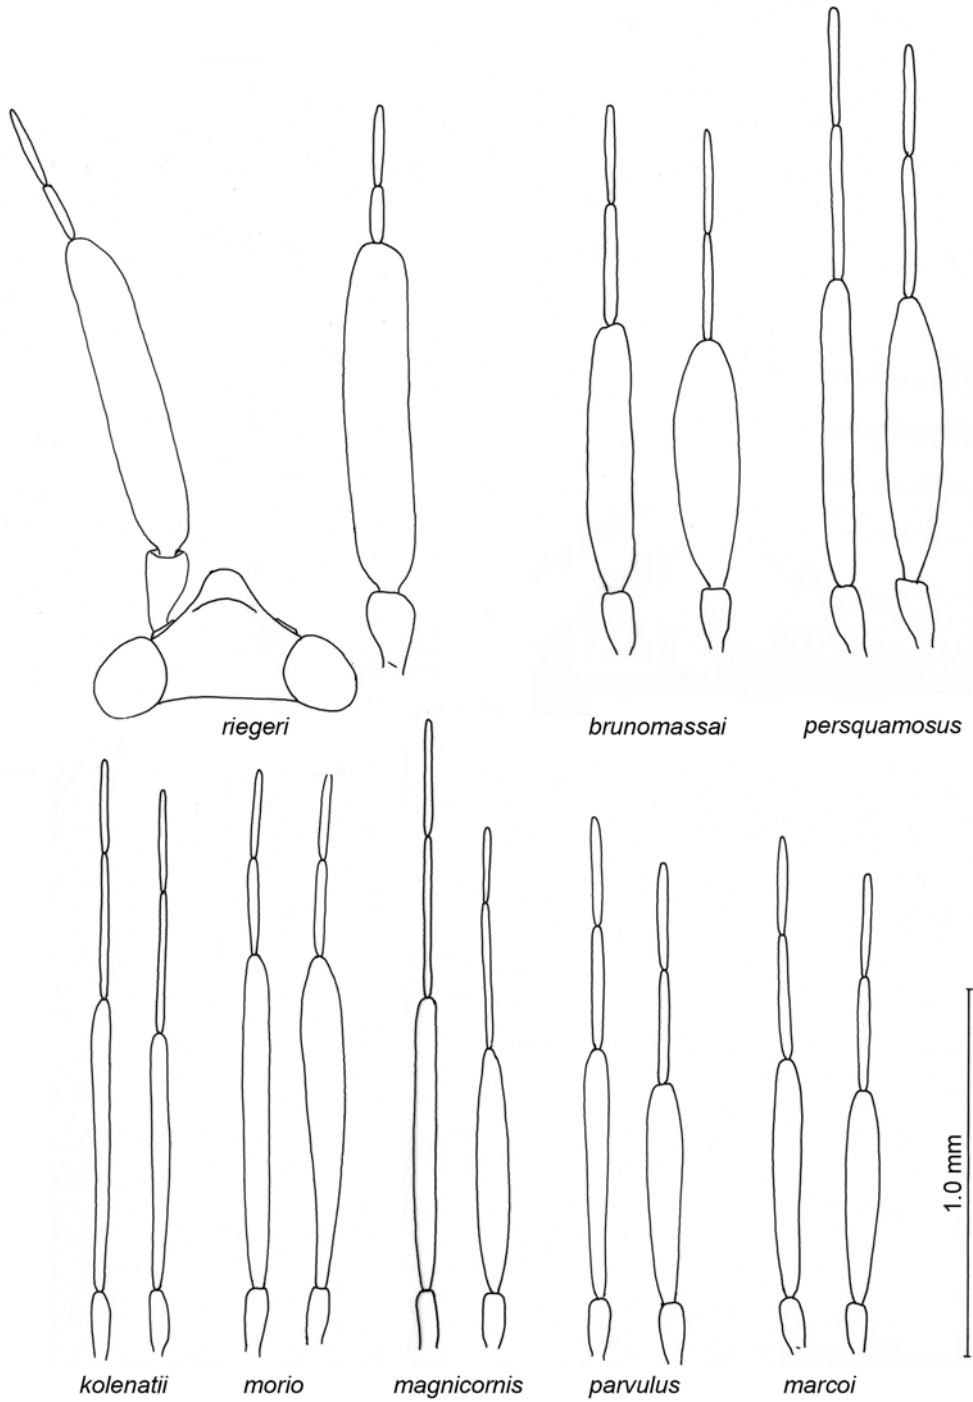 riegeri
brunomassai
persquamosus
1.0 mm
kolenatii
morio
magnicornis
parvulus
marcoi